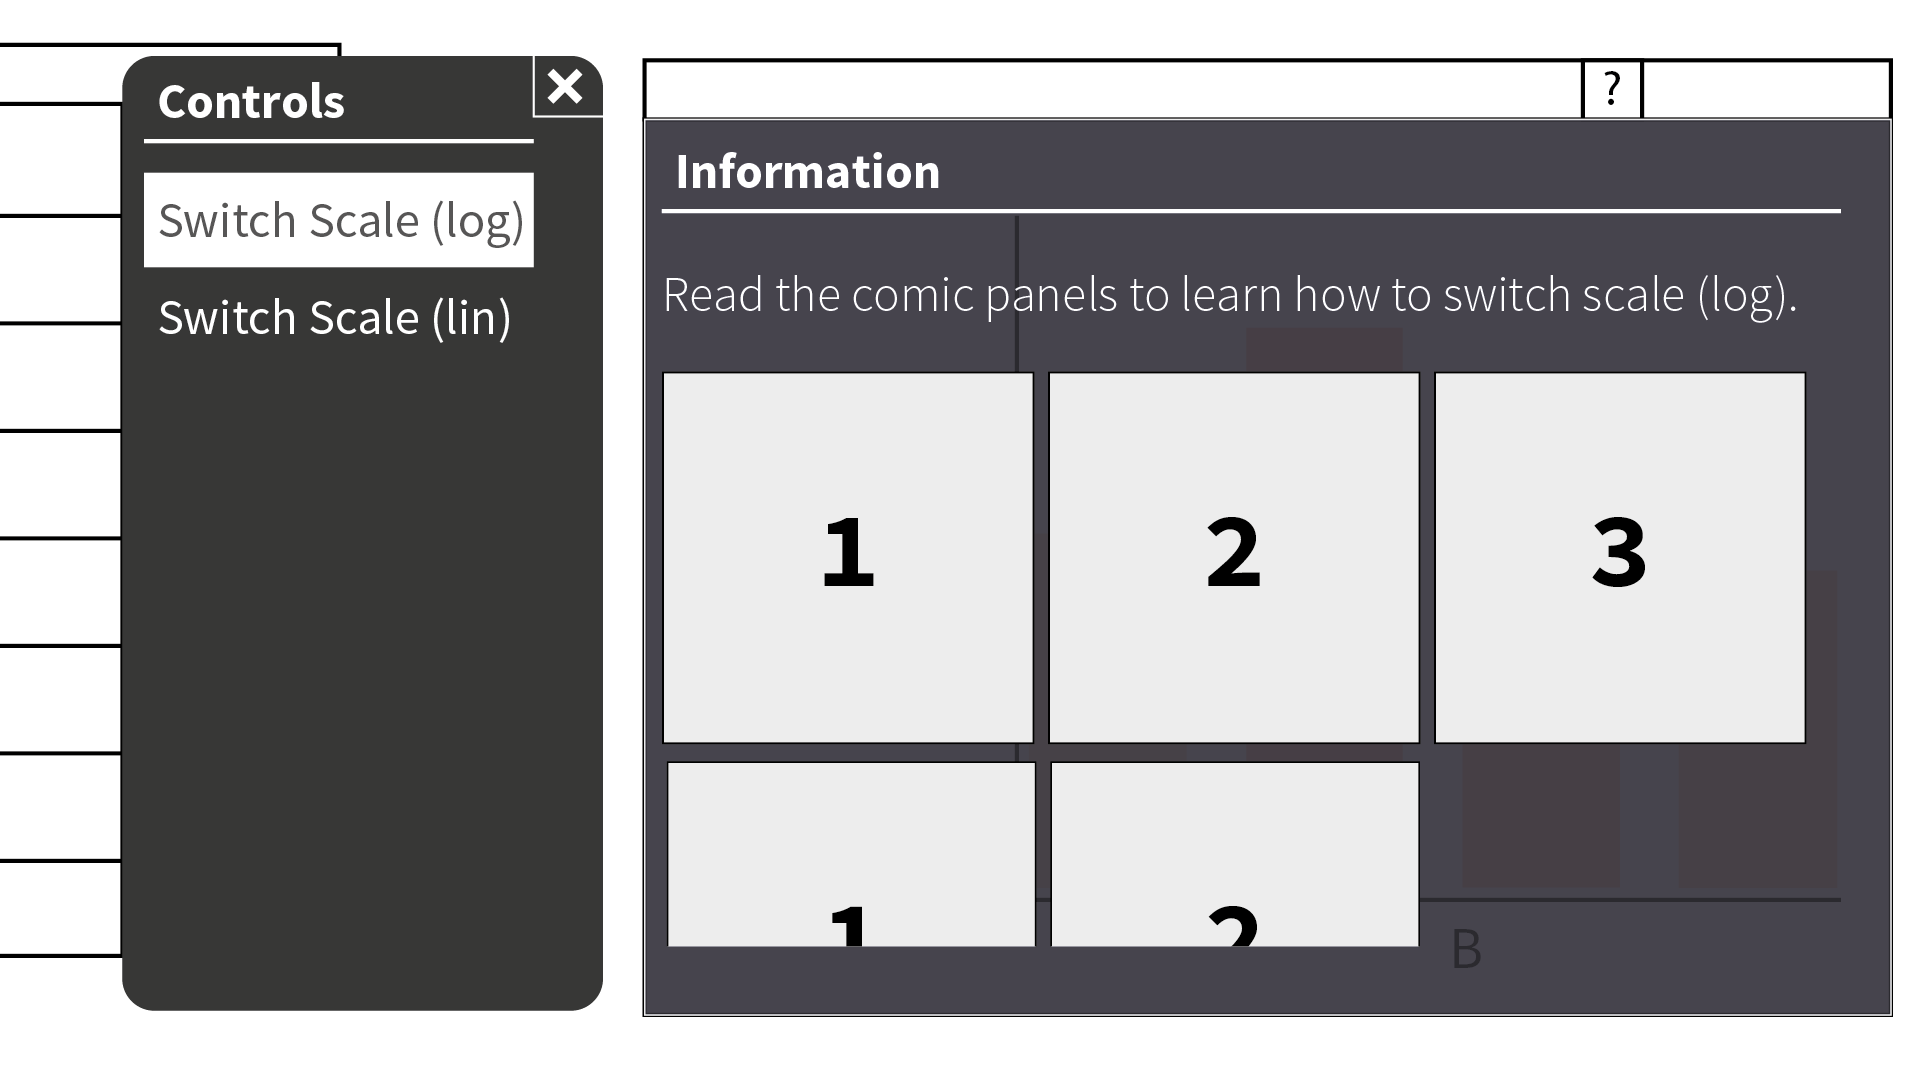 Controls
Switch Scale (log)
Switch Scale (lin)
?
Information
Read the comic panels to learn how to switch scale (log).
1
2
3
1
2
B